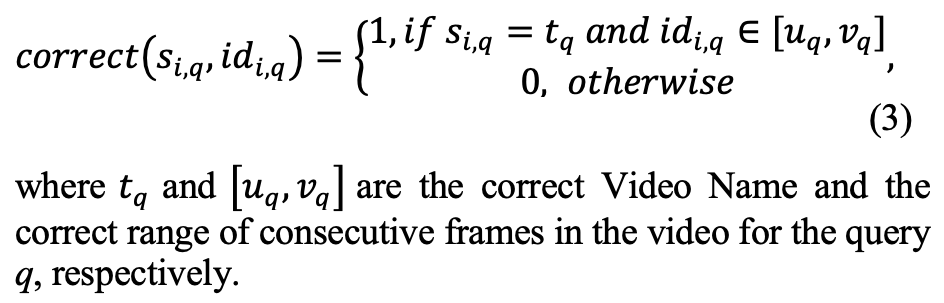 correct(s_{i,q}, id_{i,q}) = {1, if s_{i,q} = t_q and id_{i,q} ∈ [u_q, v_q]
0, otherwise ,
(3)
where t_q and [u_q, v_q] are the correct Video Name and the
correct range of consecutive frames in the video for the query
q, respectively.